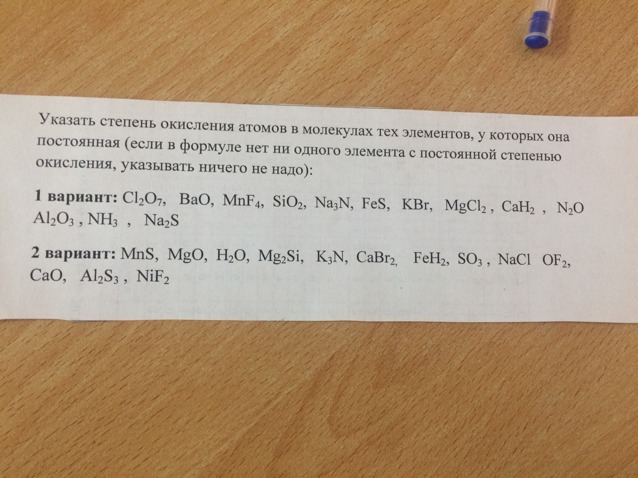 Указать степень окисления атомов в молекулах тех элементов, у которых она
постоянная (если в формуле нет ни одного элемента с постоянной степенью
окисления, указывать ничего не надо):
1 вариант: Cl₂O₇, BaO, MnF₄, SiO₂, Na₃N, FeS, KBr, MgCl₂ , CaH₂ , N₂O
Al₂O₃ , NH₃ , Na₂S
2 вариант: MnS, MgO, H₂O, Mg₂Si, K₃N, CaBr₂, FeH₂, SO₃ , NaCl OF₂,
CaO, Al₂S₃ , NiF₂